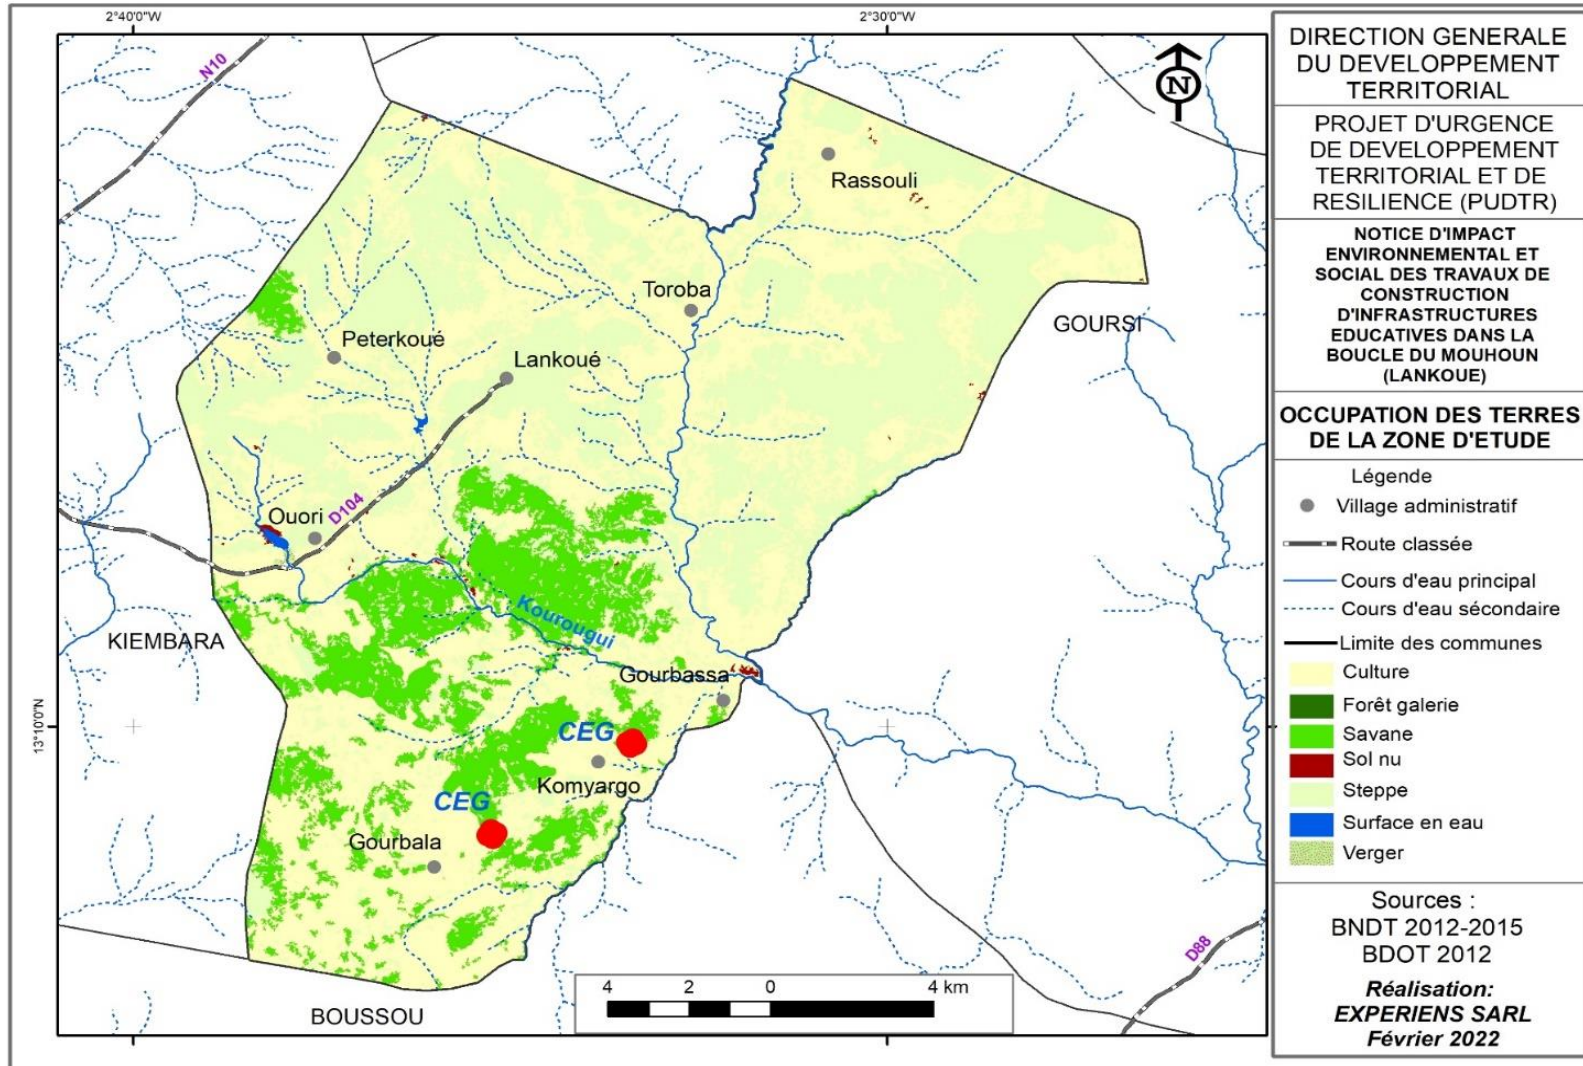 2°40'0"W
2°30'0"W
N10
Rassouli
Toroba
GOURSI
Peterkoué
Lankoué
Ouori
D104
Kourougui
KIEMBARA
Gourbassa
13°10'0"N
CEG
Komyargo
CEG
Gourbala
D88
BOUSSOU
4 2 0 4 km
N
DIRECTION GENERALE
DU DEVELOPPEMENT
TERRITORIAL
PROJET D'URGENCE
DE DEVELOPPEMENT
TERRITORIAL ET DE
RESILIENCE (PUDTR)
NOTICE D'IMPACT
ENVIRONNEMENTAL ET
SOCIAL DES TRAVAUX DE
CONSTRUCTION
D'INFRASTRUCTURES
EDUCATIVES DANS LA
BOUCLE DU MOUHOUN
(LANKOUE)
OCCUPATION DES TERRES
DE LA ZONE D'ETUDE
Légende
Village administratif
Route classée
Cours d'eau principal
Cours d'eau sécondaire
Limite des communes
Culture
Forêt galerie
Savane
Sol nu
Steppe
Surface en eau
Verger
Sources :
BNDT 2012-2015
BDOT 2012
Réalisation:
EXPERIENS SARL
Février 2022